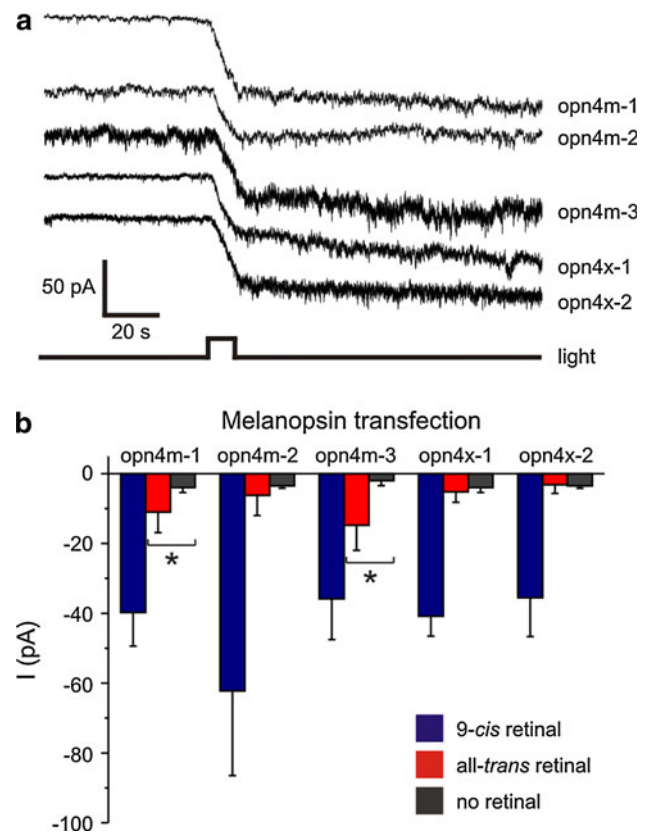 a
opn4m-1
opn4m-2
opn4m-3
opn4x-1
opn4x-2
50 pA
20 s
light
b
Melanopsin transfection
opn4m-1 opn4m-2 opn4m-3 opn4x-1 opn4x-2
0
-20
-40
-60
-80
-100
I (pA)
*
*
9-cis retinal
all-trans retinal
no retinal